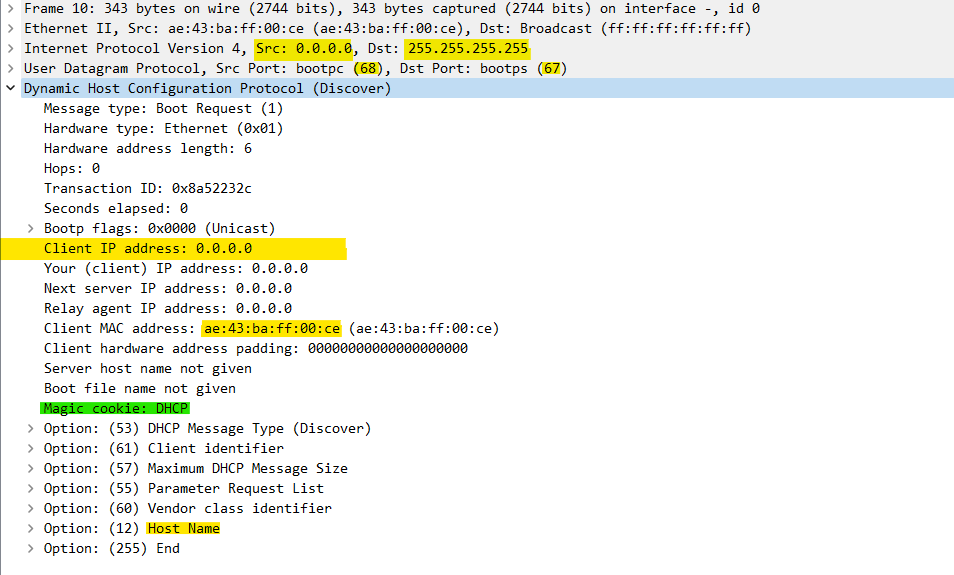 Frame 10: 343 bytes on wire (2744 bits), 343 bytes captured (2744 bits) on interface -, id 0
Ethernet II, Src: ae:43:ba:ff:00:ce (ae:43:ba:ff:00:ce), Dst: Broadcast (ff:ff:ff:ff:ff:ff)
Internet Protocol Version 4, Src: 0.0.0.0, Dst: 255.255.255.255
User Datagram Protocol, Src Port: bootpc (68), Dst Port: bootps (67)
Dynamic Host Configuration Protocol (Discover)
Message type: Boot Request (1)
Hardware type: Ethernet (0x01)
Hardware address length: 6
Hops: 0
Transaction ID: 0x8a52232c
Seconds elapsed: 0
Bootp flags: 0x0000 (Unicast)
Client IP address: 0.0.0.0
Your (client) IP address: 0.0.0.0
Next server IP address: 0.0.0.0
Relay agent IP address: 0.0.0.0
Client MAC address: ae:43:ba:ff:00:ce (ae:43:ba:ff:00:ce)
Client hardware address padding: 00000000000000000000
Server host name not given
Boot file name not given
Magic cookie: DHCP
Option: (53) DHCP Message Type (Discover)
Option: (61) Client identifier
Option: (57) Maximum DHCP Message Size
Option: (55) Parameter Request List
Option: (60) Vendor class identifier
Option: (12) Host Name
Option: (255) End